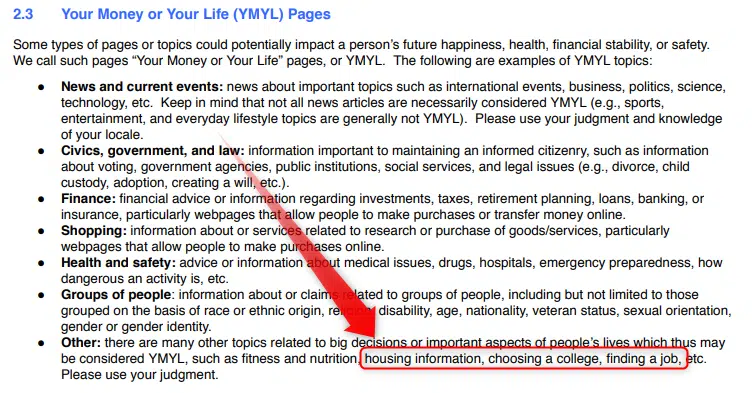 2.3 Your Money or Your Life (YMYL) Pages
Some types of pages or topics could potentially impact a person's future happiness, health, financial stability, or safety.
We call such pages "Your Money or Your Life" pages, or YMYL. The following are examples of YMYL topics:
● News and current events: news about important topics such as international events, business, politics, science,
technology, etc. Keep in mind that not all news articles are necessarily considered YMYL (e.g., sports,
entertainment, and everyday lifestyle topics are generally not YMYL). Please use your judgment and knowledge
of your locale.
● Civics, government, and law: information important to maintaining an informed citizenry, such as information
about voting, government agencies, public institutions, social services, and legal issues (e.g., divorce, child
custody, adoption, creating a will, etc.).
● Finance: financial advice or information regarding investments, taxes, retirement planning, loans, banking, or
insurance, particularly webpages that allow people to make purchases or transfer money online.
● Shopping: information about or services related to research or purchase of goods/services, particularly
webpages that allow people to make purchases online.
● Health and safety: advice or information about medical issues, drugs, hospitals, emergency preparedness, how
dangerous an activity is, etc.
● Groups of people: information about or claims related to groups of people, including but not limited to those
grouped on the basis of race or ethnic origin, religion, disability, age, nationality, veteran status, sexual orientation,
gender or gender identity.
● Other: there are many other topics related to big decisions or important aspects of people's lives which thus may
be considered YMYL, such as fitness and nutrition, housing information, choosing a college, finding a job, etc.
Please use your judgment.